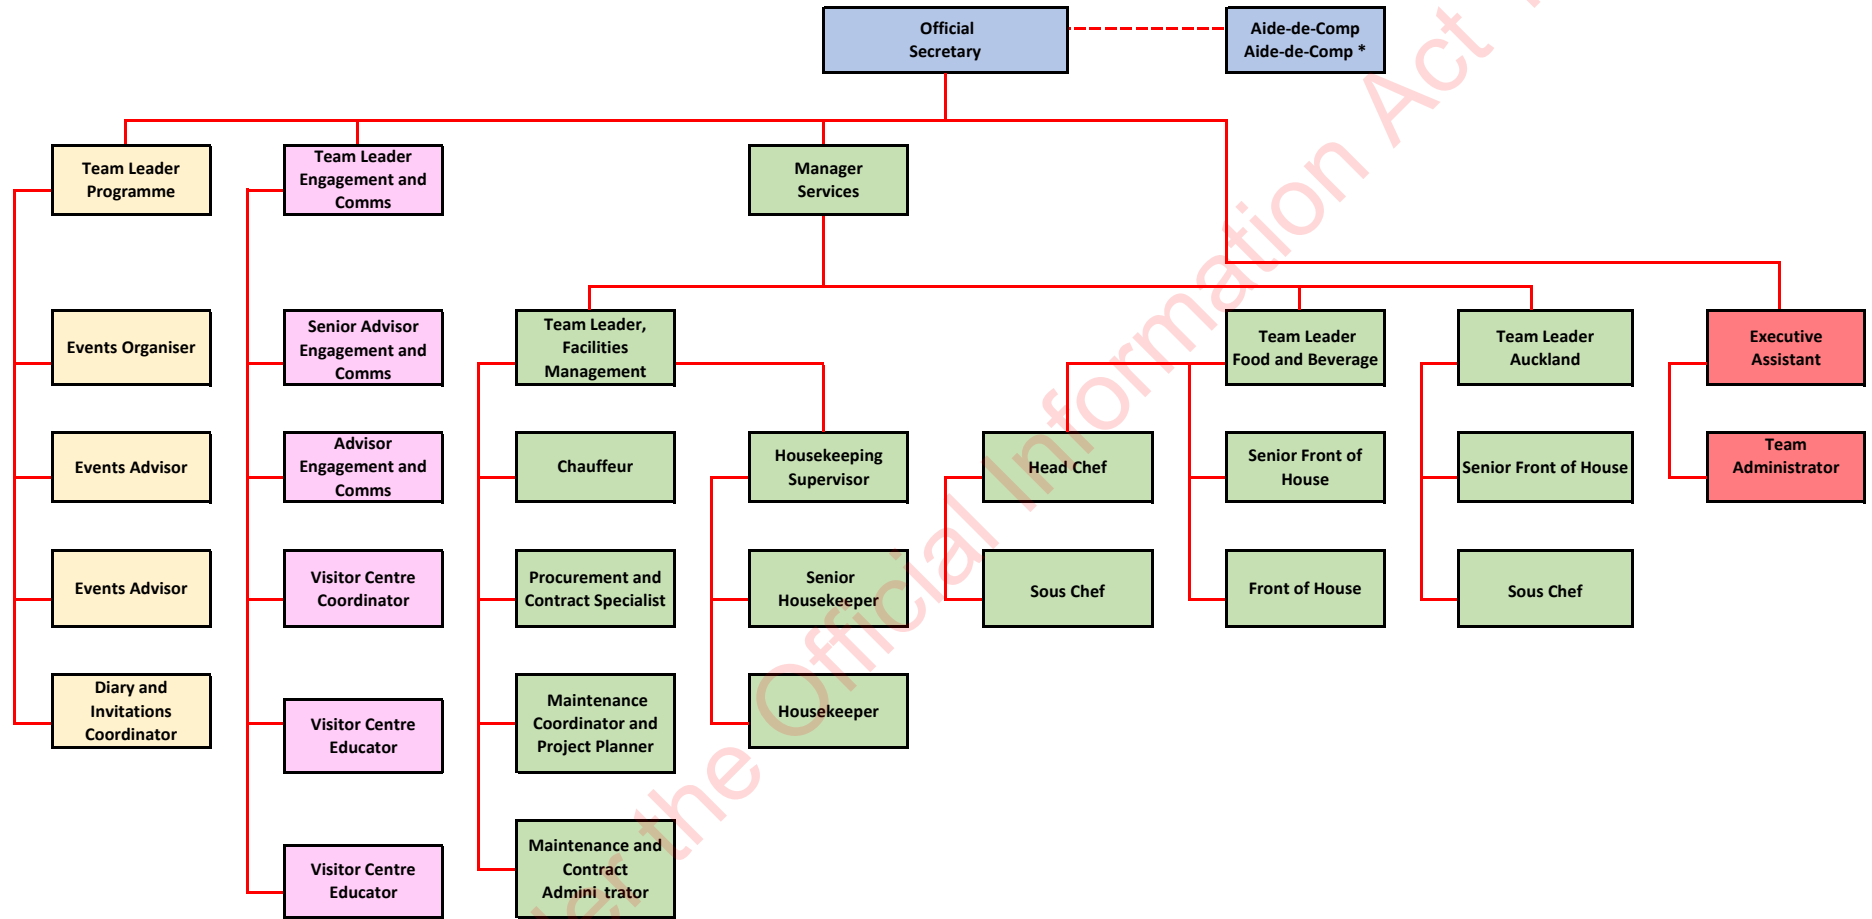 Official
Secretary
Aide-de-Comp
Aide-de-Comp *
Team Leader
Programme
Team Leader
Engagement and
Comms
Manager
Services
Events Organiser
Senior Advisor
Engagement and
Comms
Team Leader,
Facilities
Management
Team Leader
Food and Beverage
Team Leader
Auckland
Executive
Assistant
Events Advisor
Advisor
Engagement and
Comms
Chauffeur
Housekeeping
Supervisor
Head Chef
Senior Front of
House
Senior Front of House
Team
Administrator
Events Advisor
Visitor Centre
Coordinator
Procurement and
Contract Specialist
Senior
Housekeeper
Sous Chef
Front of House
Sous Chef
Diary and
Invitations
Coordinator
Visitor Centre
Educator
Maintenance
Coordinator and
Project Planner
Housekeeper
Visitor Centre
Educator
Maintenance and
Contract
Admini trator
the Official Information Act